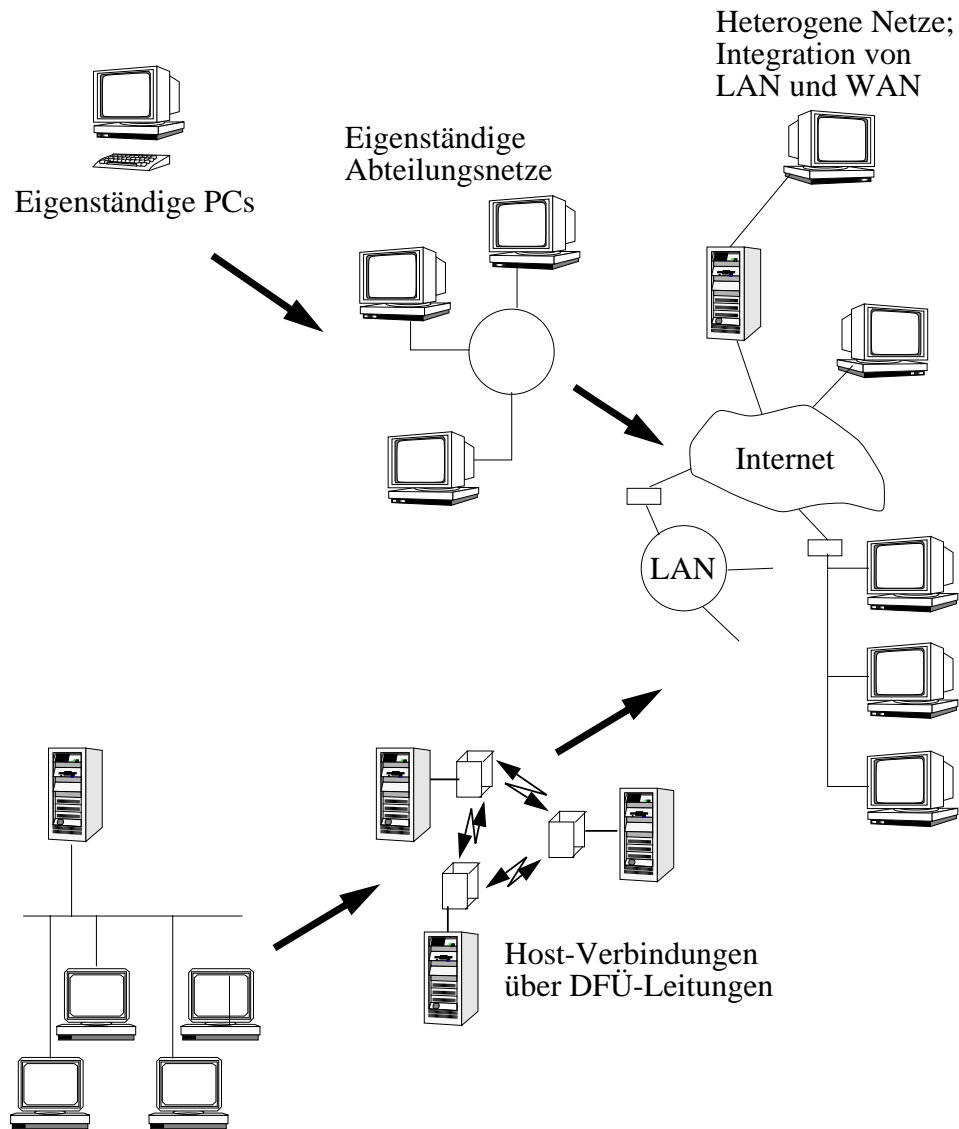 Heterogene Netze;
Integration von
LAN und WAN
Eigenständige
Abteilungsnetze
Eigenständige PCs
Internet
LAN
Host-Verbindungen
über DFÜ-Leitungen